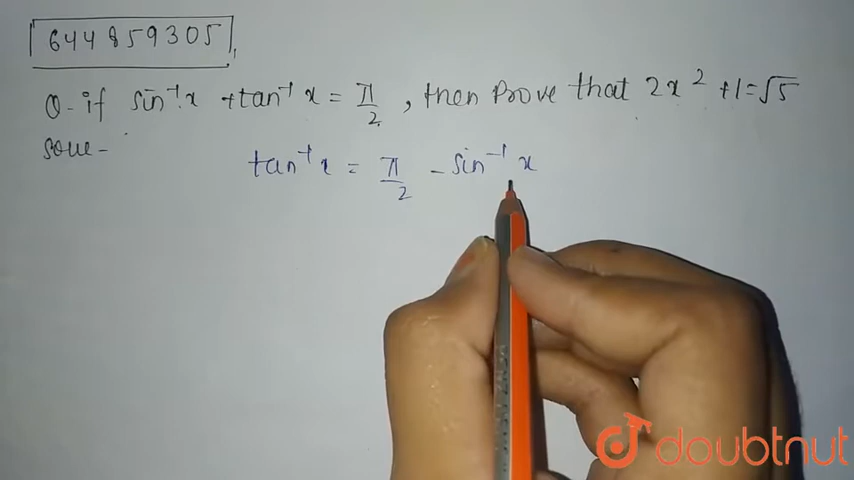 644859305
Q- if sin⁻¹x + tan⁻¹x = π/2, then Prove that 2x² + 1 = √5
solve -
tan⁻¹x = π/2 - sin⁻¹x
doubtnut